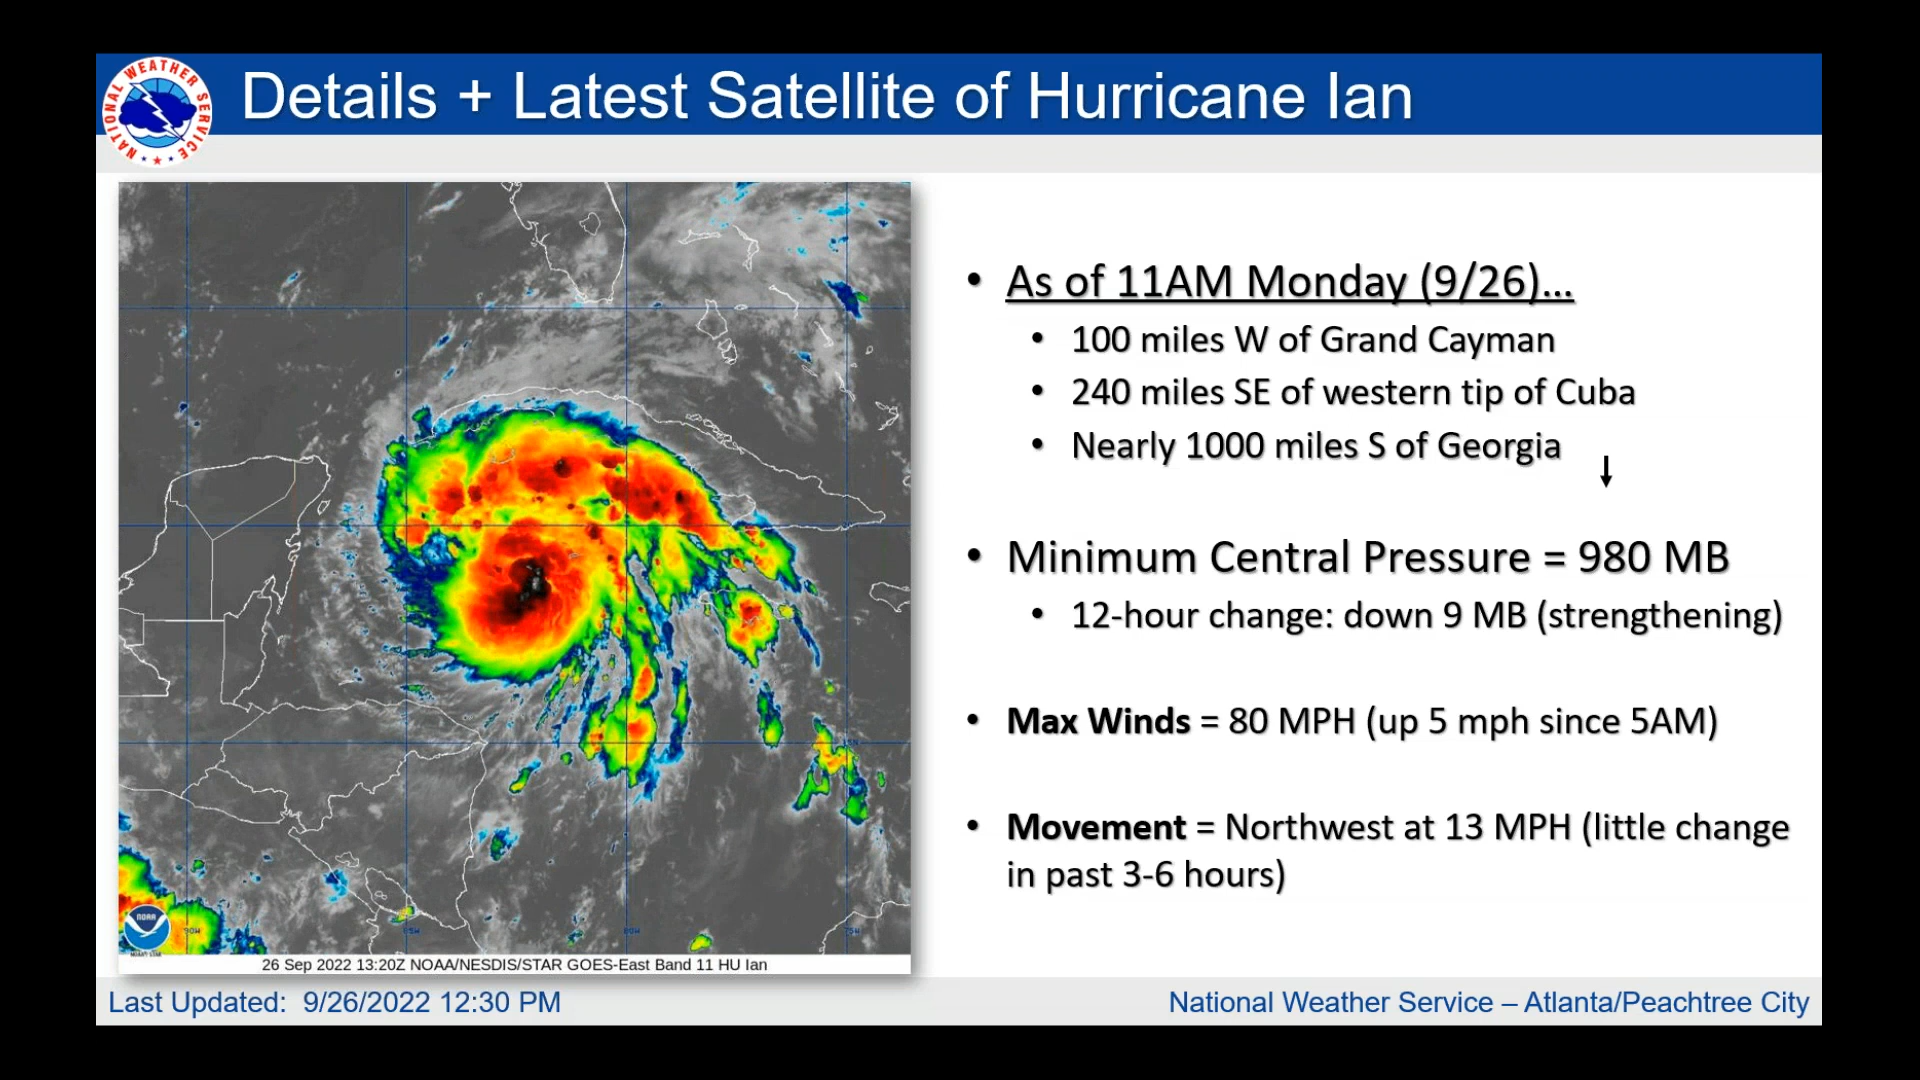 NATIONAL WEATHER SERVICE
Details + Latest Satellite of Hurricane Ian
• As of 11AM Monday (9/26)...
• 100 miles W of Grand Cayman
• 240 miles SE of western tip of Cuba
• Nearly 1000 miles S of Georgia
• Minimum Central Pressure = 980 MB
• 12-hour change: down 9 MB (strengthening)
• Max Winds = 80 MPH (up 5 mph since 5AM)
• Movement = Northwest at 13 MPH (little change
in past 3-6 hours)
NOAA
90W
80W
75W
26 Sep 2022 13:20Z NOAA/NESDIS/STAR GOES-East Band 11 HU Ian
Last Updated: 9/26/2022 12:30 PM
National Weather Service – Atlanta/Peachtree City